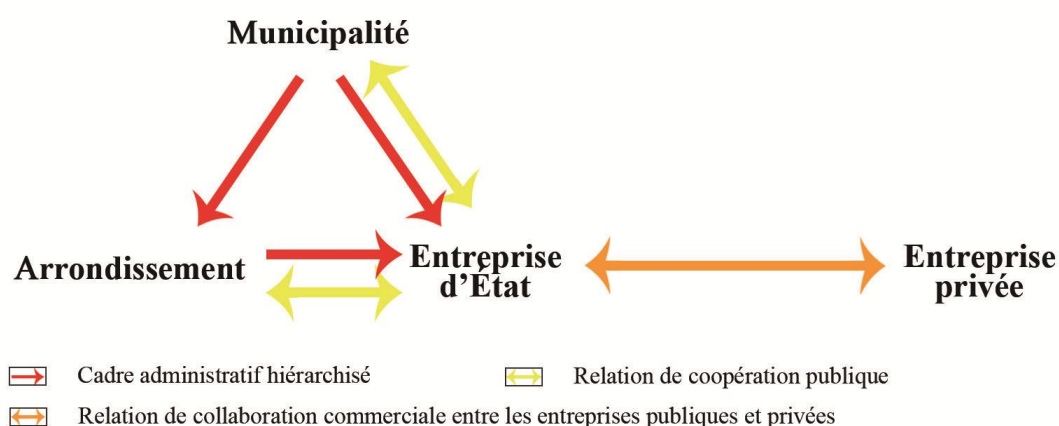 Municipalité
Arrondissement
Entreprise
d’État
Entreprise
privée
Cadre administratif hiérarchisé
Relation de coopération publique
Relation de collaboration commerciale entre les entreprises publiques et privées